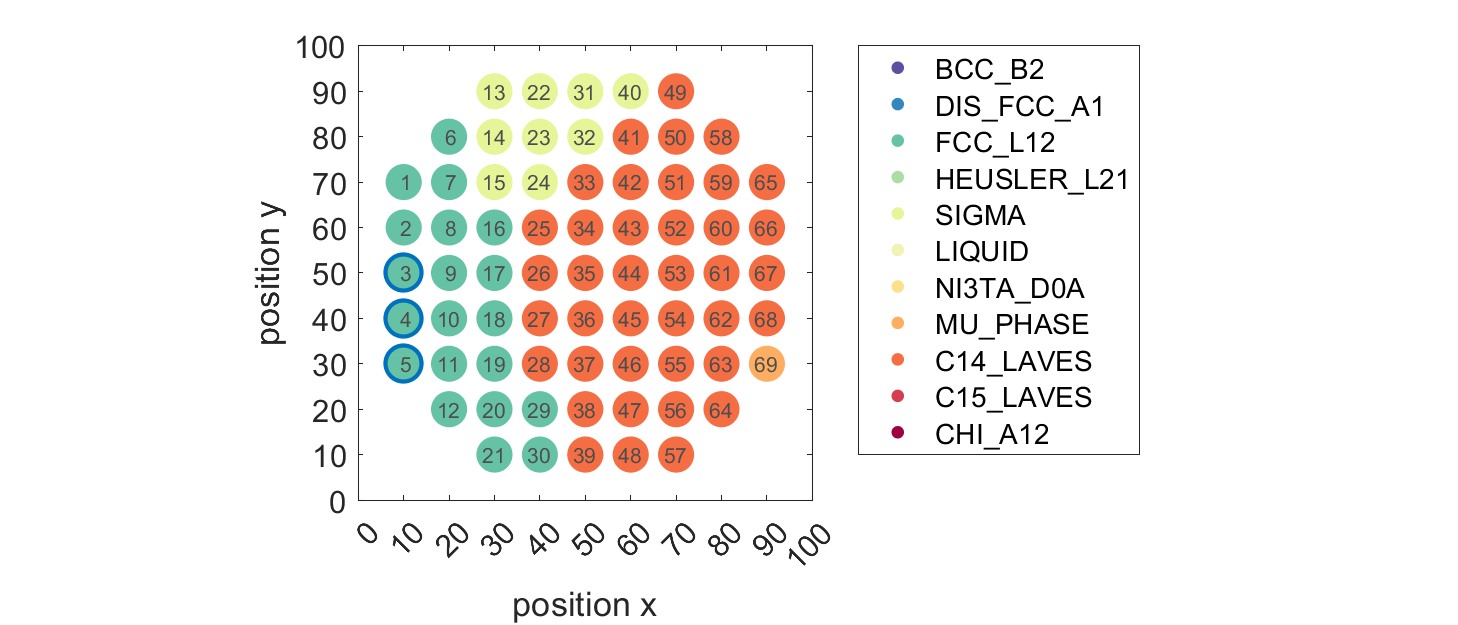 100
90
80
70
60
50
40
30
20
10
0
position y
13 22 31 40 49
6 14 23 32 41 50 58
1 7 15 24 33 42 51 59 65
2 8 16 25 34 43 52 60 66
3 9 17 26 35 44 53 61 67
4 10 18 27 36 45 54 62 68
5 11 19 28 37 46 55 63 69
12 20 29 38 47 56 64
21 30 39 48 57
0 10 20 30 40 50 60 70 80 90 100
position x
BCC_B2
DIS_FCC_A1
FCC_L12
HEUSLER_L21
SIGMA
LIQUID
NI3TA_D0A
MU_PHASE
C14_LAVES
C15_LAVES
CHI_A12